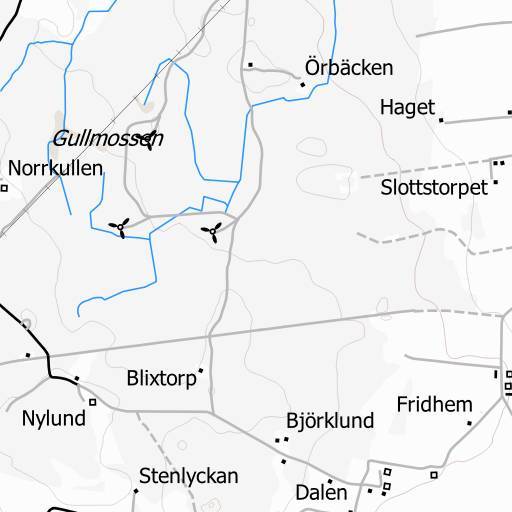 Örbäcken
Haget
Gullmossen
Norrkullen
Slottstorpet
Blixtorp
Fridhem
Nylund
Björklund
Stenlyckan
Dalen